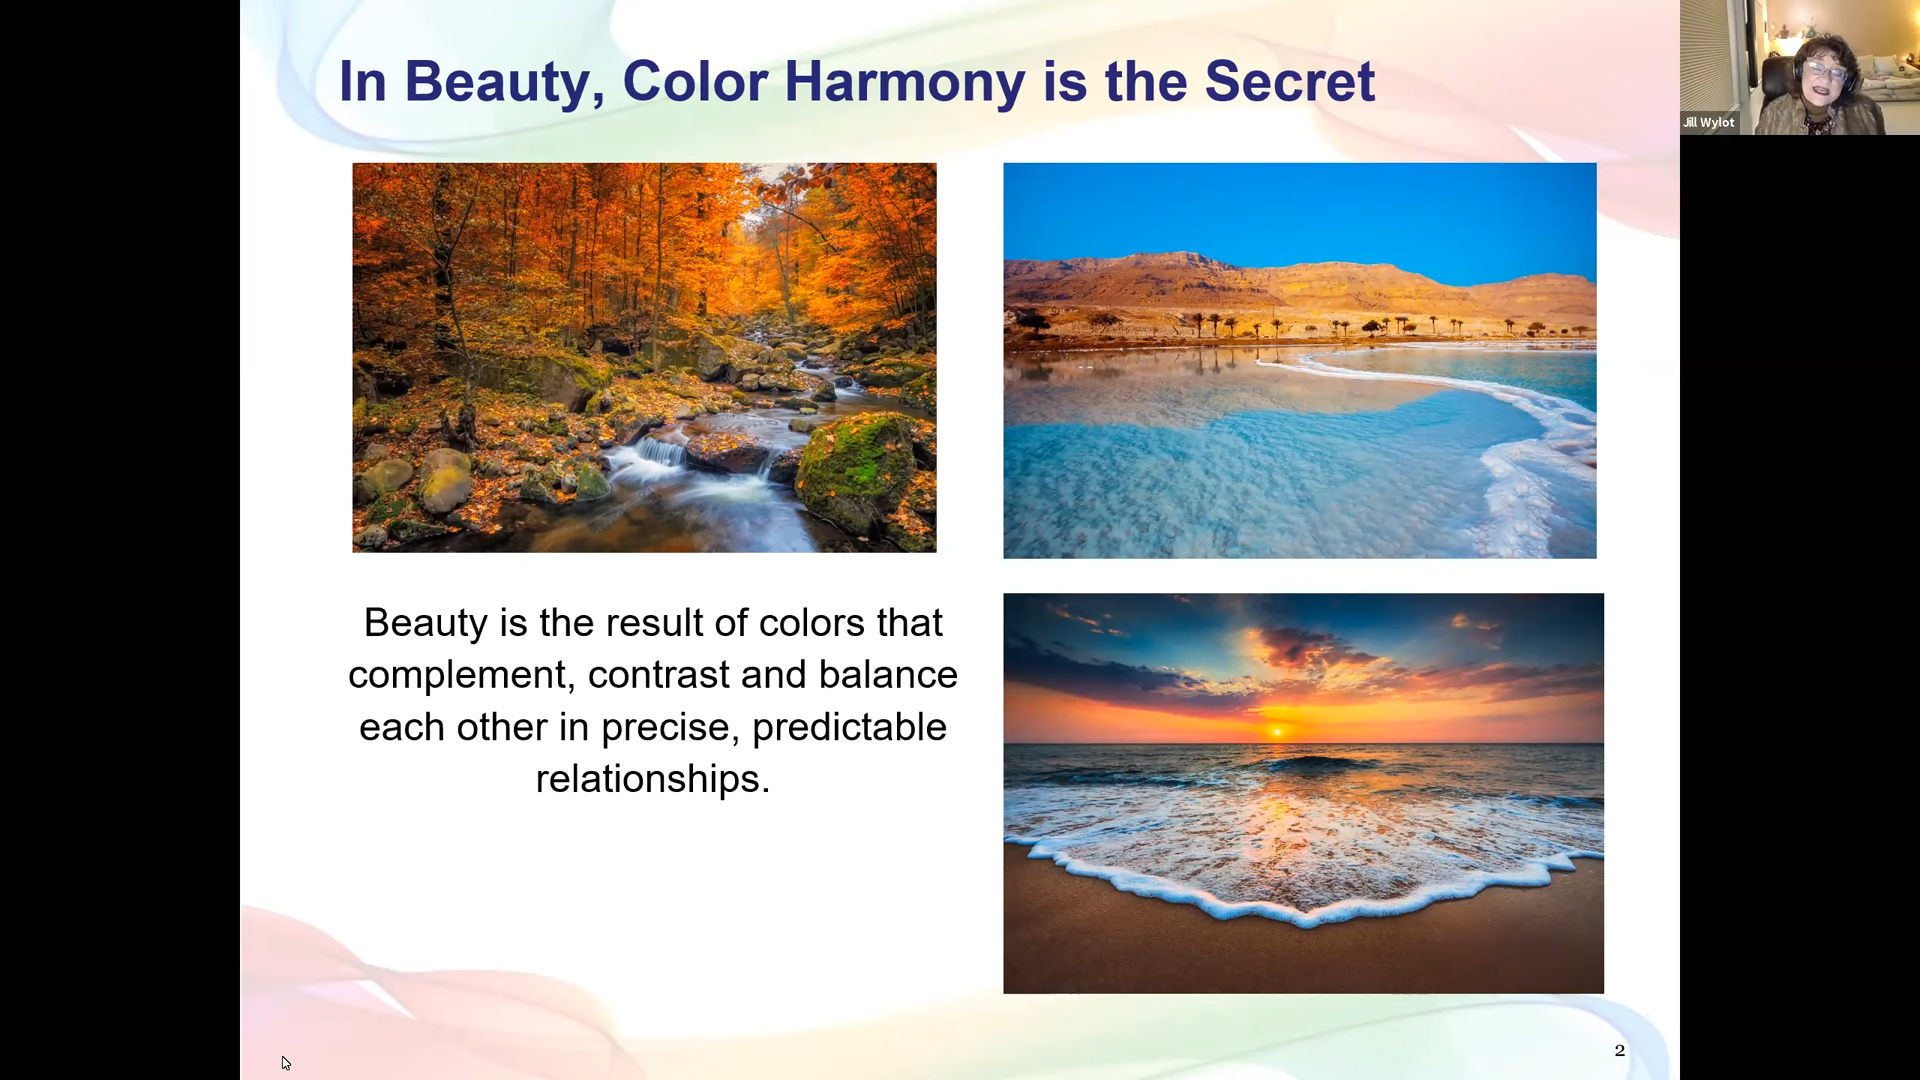 In Beauty, Color Harmony is the Secret
Jill Wylot
Beauty is the result of colors that
complement, contrast and balance
each other in precise, predictable
relationships.
2